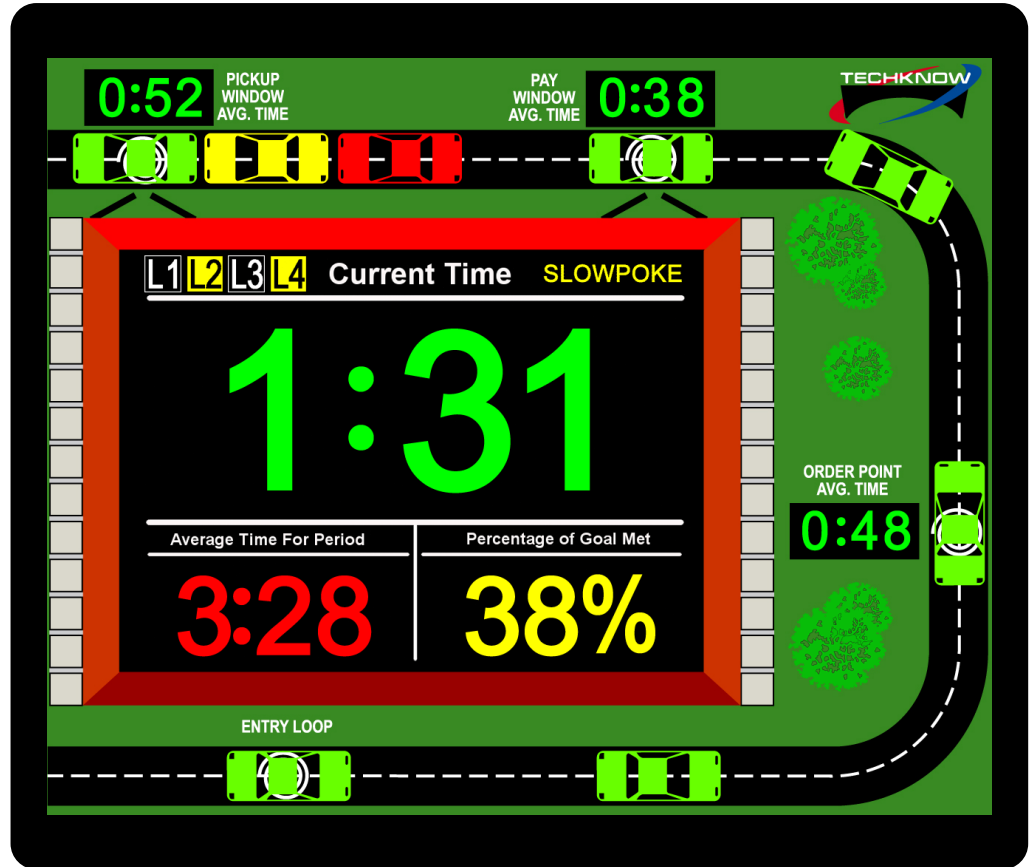 0:52
PICKUP
WINDOW
AVG. TIME
PAY
WINDOW
AVG. TIME
0:38
TECHKNOW
L1 L2 L3 L4 Current Time SLOWPOKE
1:31
ORDER POINT
AVG. TIME
0:48
Average Time For Period
Percentage of Goal Met
3:28
38%
ENTRY LOOP